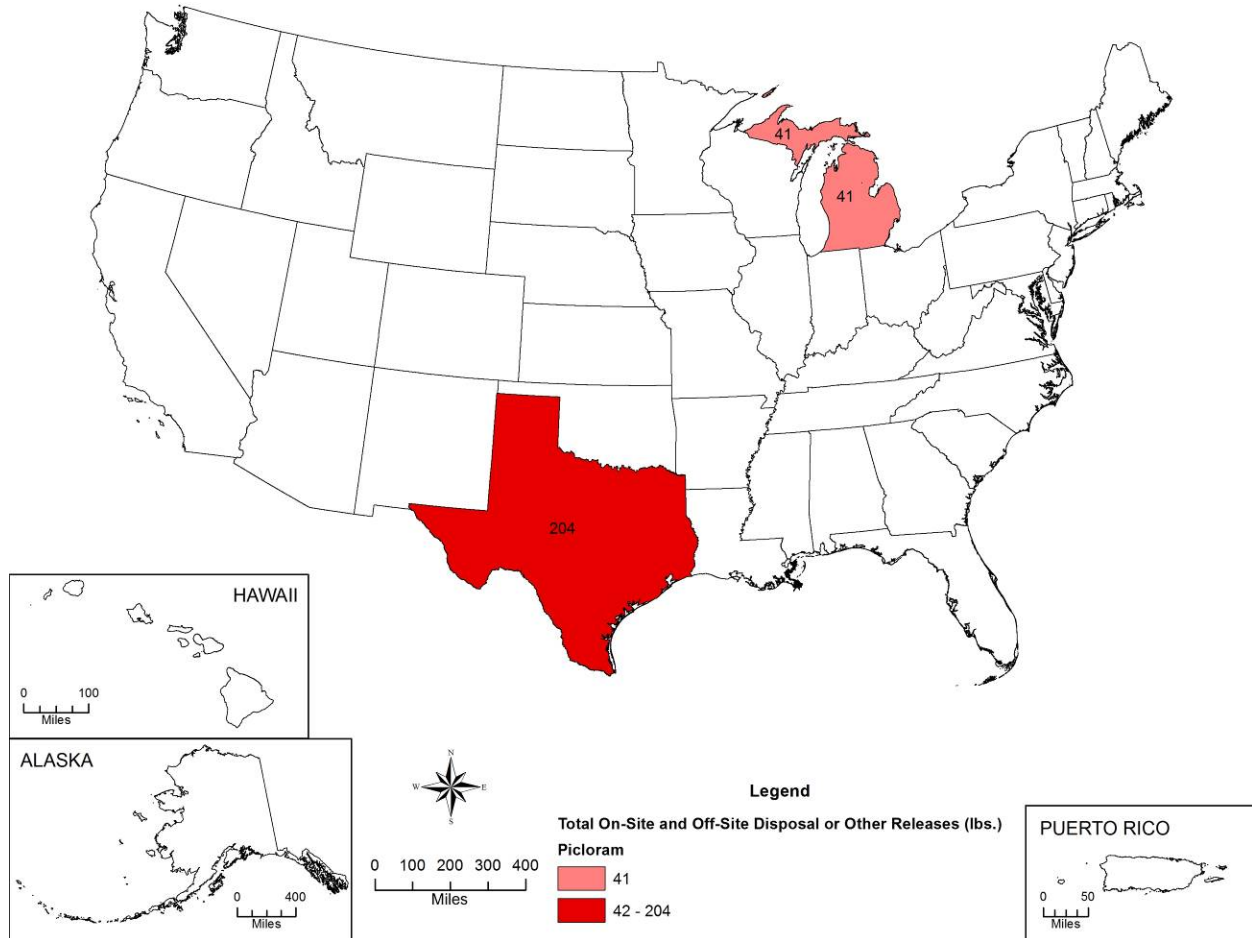 41
41
204
HAWAII
0 100
Miles
ALASKA
0 400
Miles
N
W E
S
0 100 200 300 400
Miles
Legend
Total On-Site and Off-Site Disposal or Other Releases (lbs.)
Picloram
41
42 - 204
PUERTO RICO
0 50
Miles